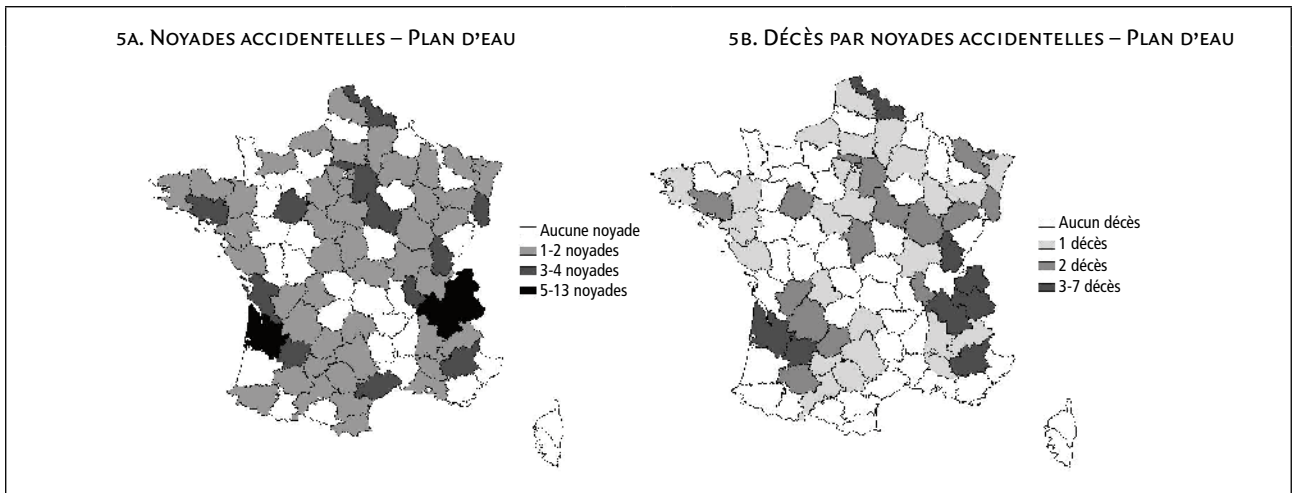 5A. Noyades accidentelles – Plan d'eau
Aucune noyade
1-2 noyades
3-4 noyades
5-13 noyades
5B. Décès par noyades accidentelles – Plan d'eau
Aucun décès
1 décès
2 décès
3-7 décès